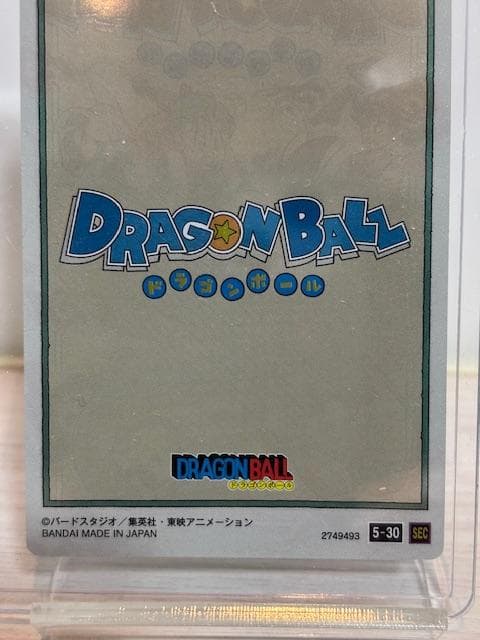 DRAGON BALL
ドラゴンボール
DRAGONBALL
ドラゴンボール
©バードスタジオ／集英社・東映アニメーション
BANDAI MADE IN JAPAN
2749493 5-30 SEC